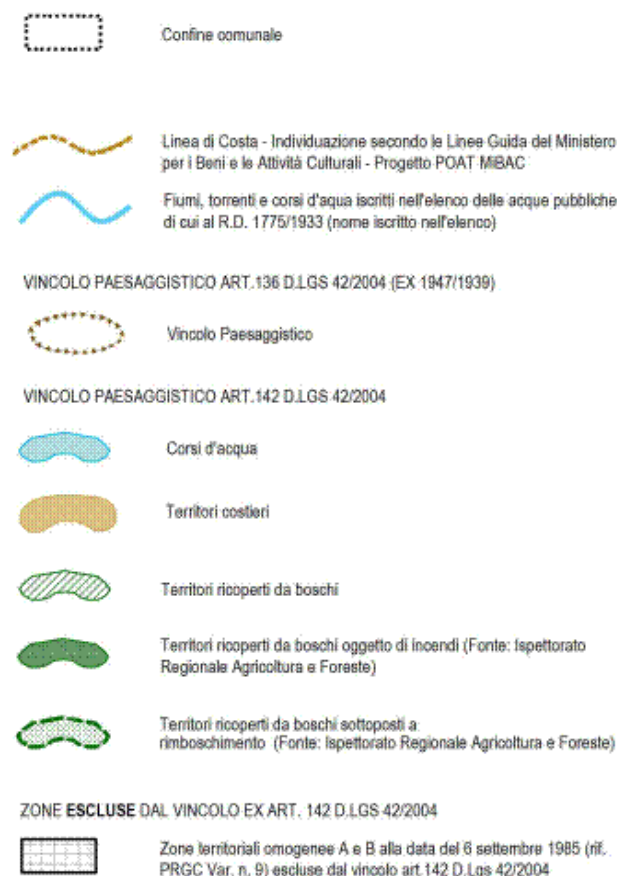 Confine comunale
Linea di Costa - Individuazione secondo le Linee Guida del Ministero
per i Beni e le Attività Culturali - Progetto POAT MiBAC
Fiumi, torrenti e corsi d'aqua iscritti nell'elenco delle acque pubbliche
di cui al R.D. 1775/1933 (nome iscritto nell'elenco)
VINCOLO PAESAGGISTICO ART.136 D.LGS 42/2004 (EX 1947/1939)
Vincolo Paesaggistico
VINCOLO PAESAGGISTICO ART.142 D.LGS 42/2004
Corsi d'acqua
Territori costieri
Territori ricoperti da boschi
Territori ricoperti da boschi oggetto di incendi (Fonte: Ispettorato
Regionale Agricoltura e Foreste)
Territori ricoperti da boschi sottoposti a
rimboschimento (Fonte: Ispettorato Regionale Agricoltura e Foreste)
ZONE ESCLUSE DAL VINCOLO EX ART. 142 D.LGS 42/2004
Zone territoriali omogenee A e B alla data del 6 settembre 1985 (rif.
PRGC Var. n. 9) escluse dal vincolo art.142 D.Lgs 42/2004